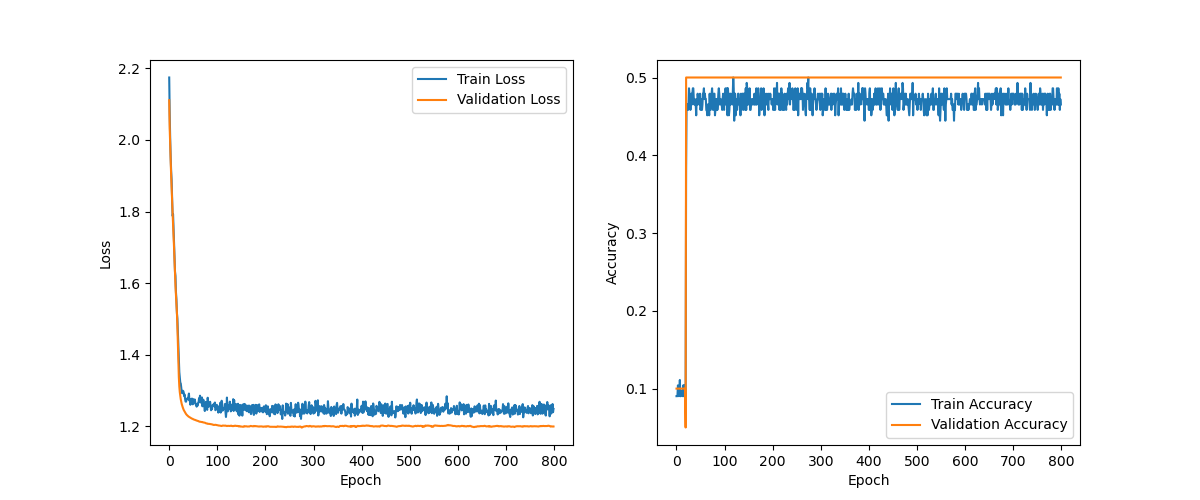 2.2
2.0
1.8
1.6
1.4
1.2
Loss
0 100 200 300 400 500 600 700 800
Epoch
Train Loss
Validation Loss
0.5
0.4
0.3
0.2
0.1
Accuracy
0 100 200 300 400 500 600 700 800
Epoch
Train Accuracy
Validation Accuracy